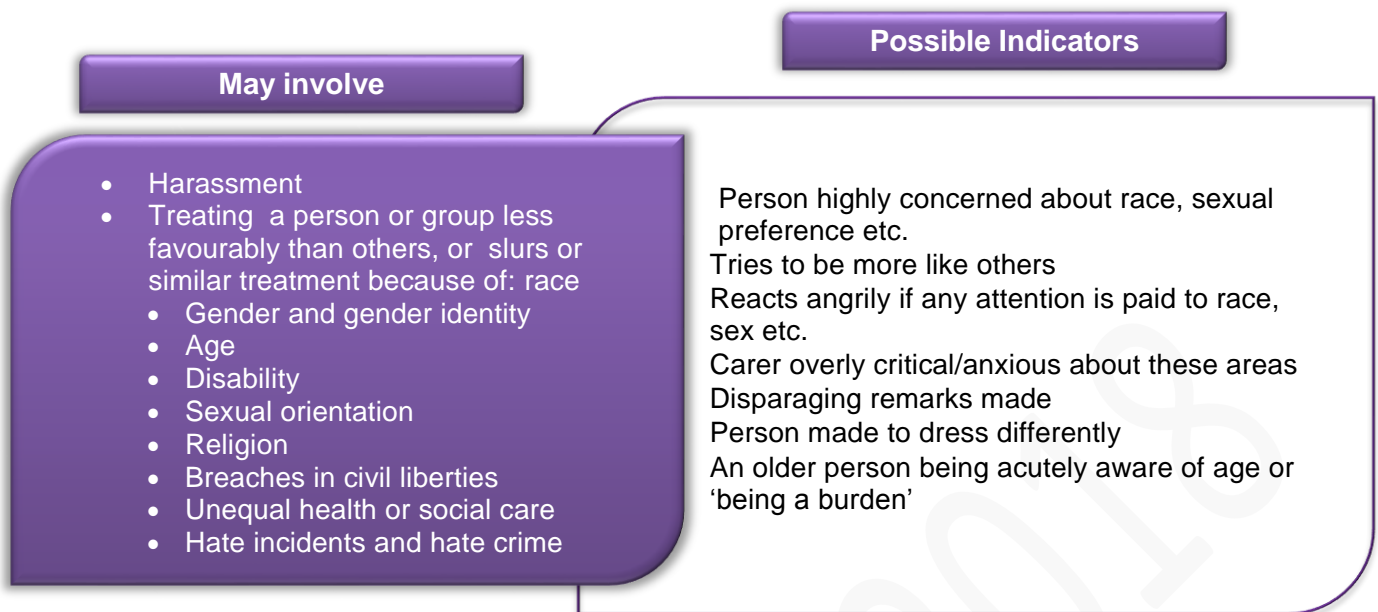 Possible Indicators
May involve
• Harassment
• Treating a person or group less
favourably than others, or slurs or
similar treatment because of: race
• Gender and gender identity
• Age
• Disability
• Sexual orientation
• Religion
• Breaches in civil liberties
• Unequal health or social care
• Hate incidents and hate crime
Person highly concerned about race, sexual
preference etc.
Tries to be more like others
Reacts angrily if any attention is paid to race,
sex etc.
Carer overly critical/anxious about these areas
Disparaging remarks made
Person made to dress differently
An older person being acutely aware of age or
‘being a burden’
2018